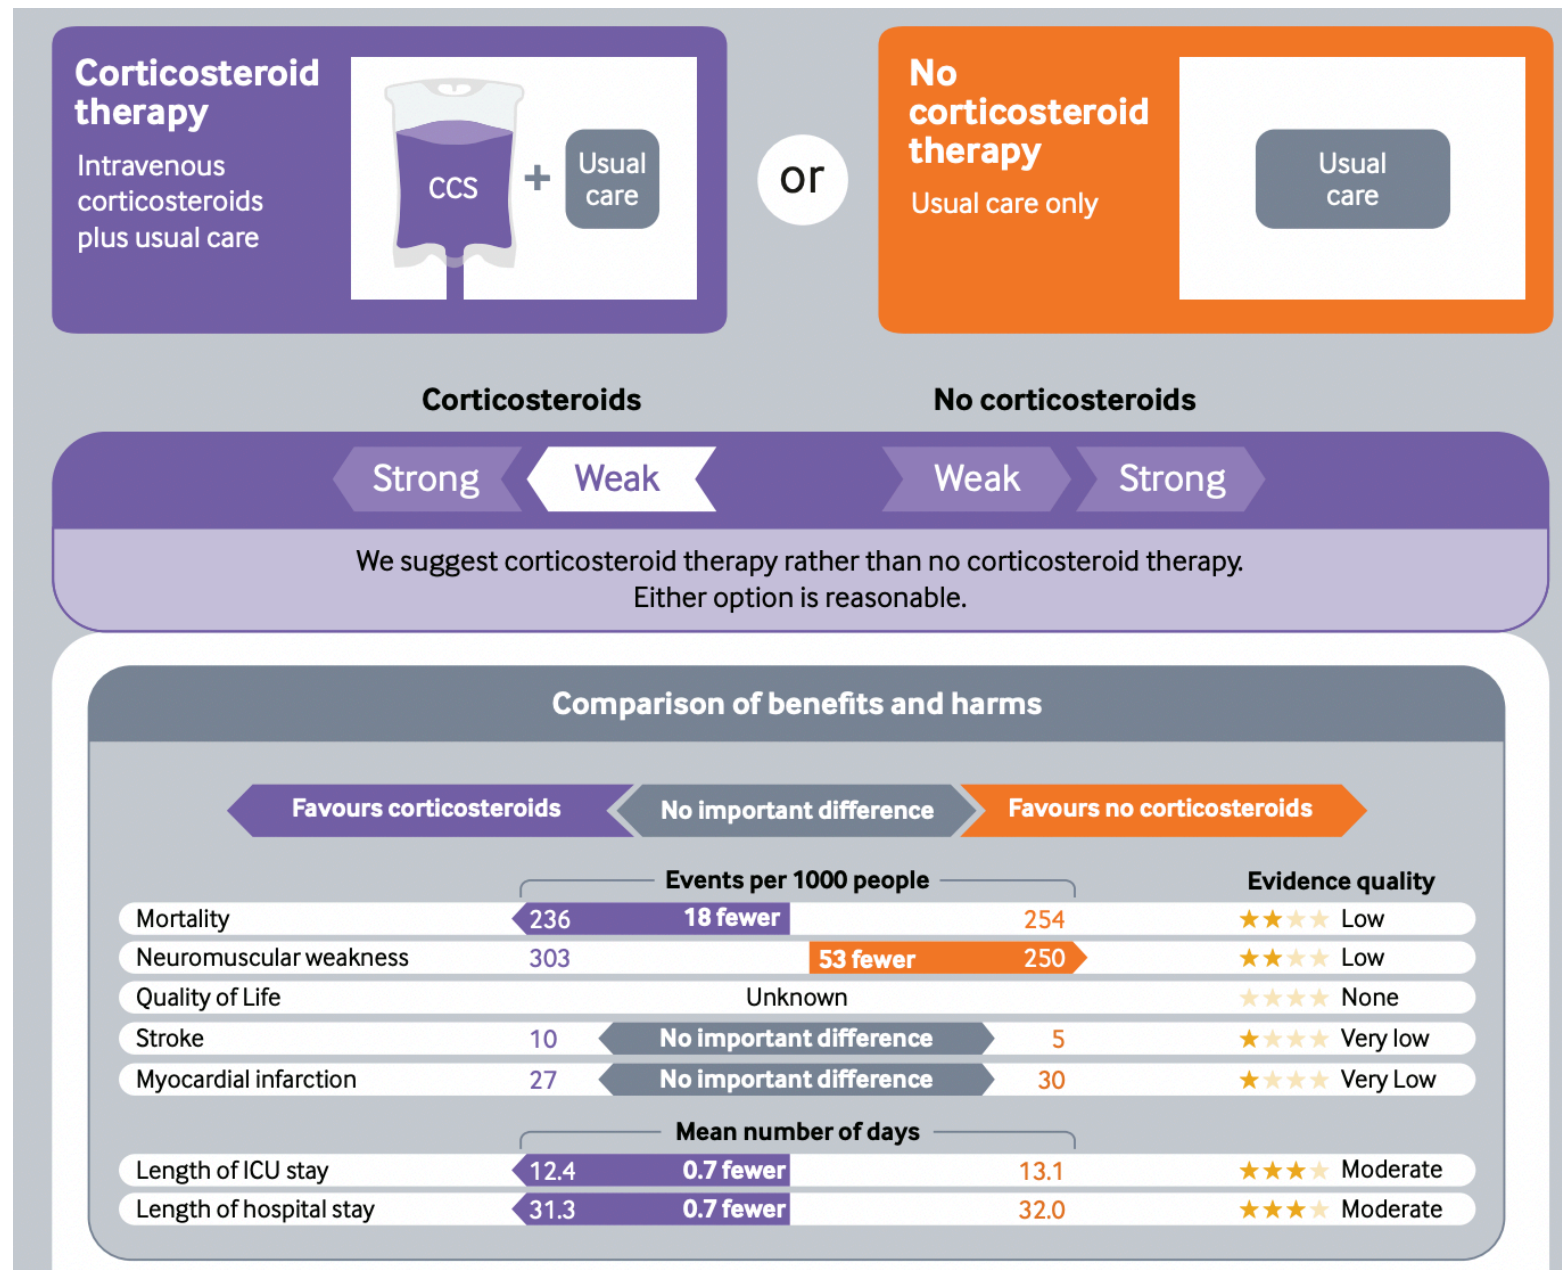 Corticosteroid
therapy
Intravenous
corticosteroids
plus usual care
CCS
+
Usual
care
or
No
corticosteroid
therapy
Usual care only
Usual
care
Corticosteroids
No corticosteroids
Strong
Weak
Weak
Strong
We suggest corticosteroid therapy rather than no corticosteroid therapy.
Either option is reasonable.
Comparison of benefits and harms
Favours corticosteroids
No important difference
Favours no corticosteroids
Events per 1000 people
Evidence quality
Mortality 236 18 fewer 254 Low
Neuromuscular weakness 303 53 fewer 250 Low
Quality of Life Unknown None
Stroke 10 No important difference 5 Very low
Myocardial infarction 27 No important difference 30 Very Low
Mean number of days
Length of ICU stay 12.4 0.7 fewer 13.1 Moderate
Length of hospital stay 31.3 0.7 fewer 32.0 Moderate